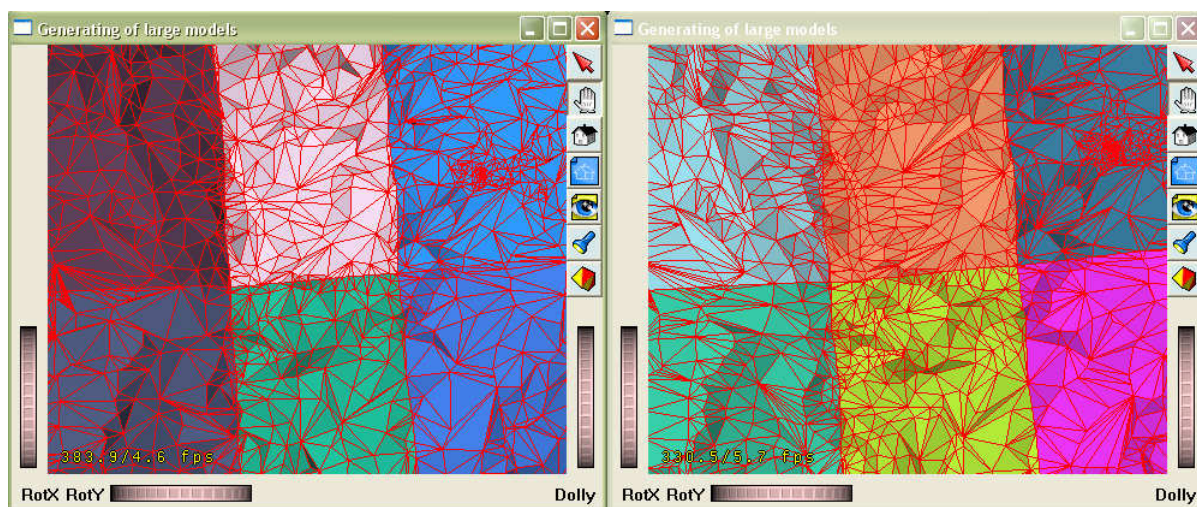 Generating of large models
383.9/4.6 fps
RotX RotY
Dolly
Generating of large models
330.5/5.7 fps
RotX RotY
Dolly